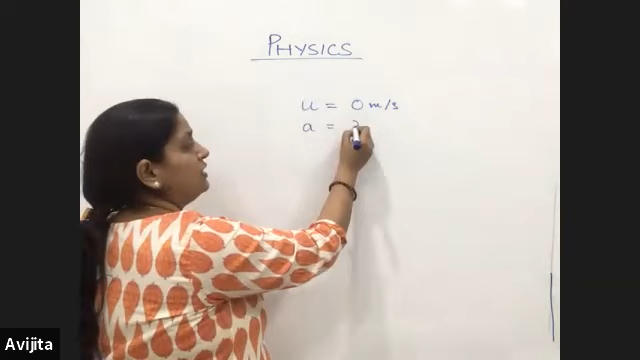 PHYSICS
u = 0 m/s
a =
Avijita